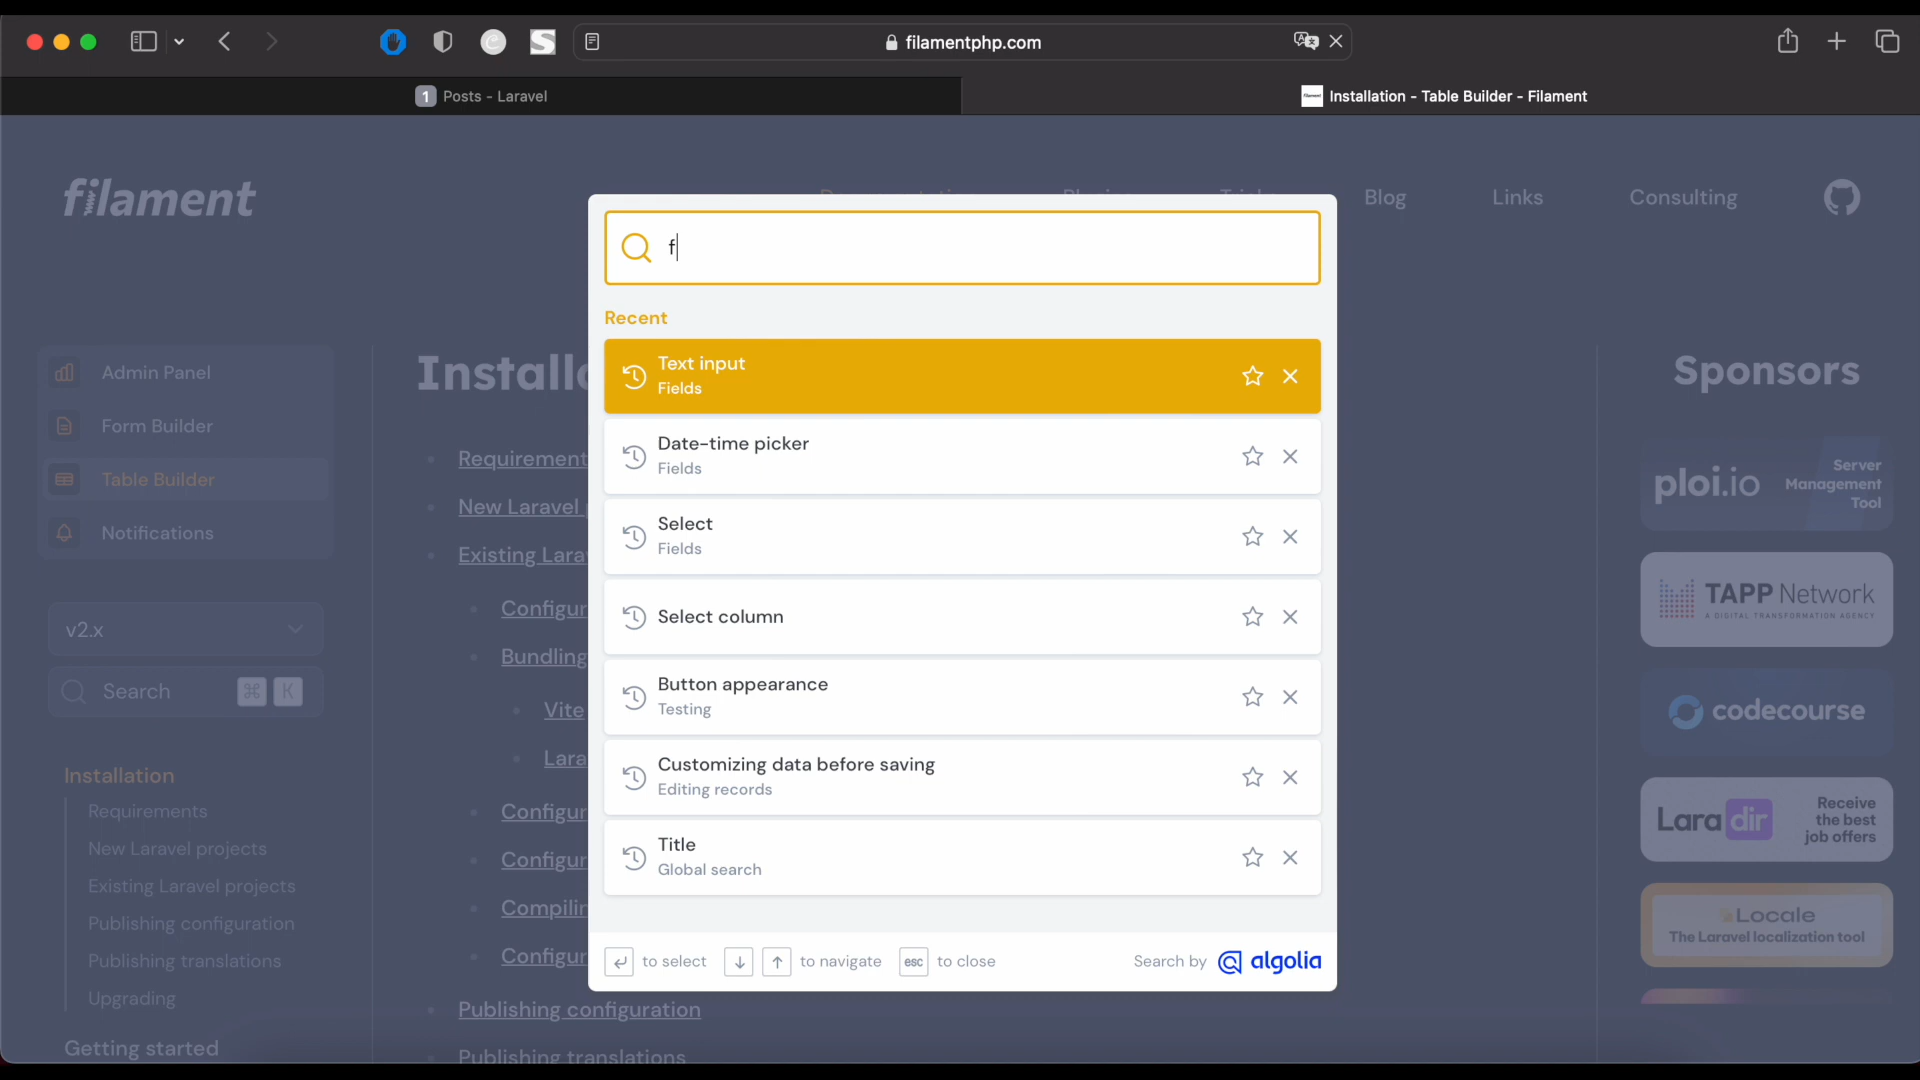 filamentphp.com
1 Posts - Laravel
Installation - Table Builder - Filament
filament
Blog
Links
Consulting
f
Recent
Text input
Fields
Date-time picker
Fields
Select
Fields
Select column
Button appearance
Testing
Customizing data before saving
Editing records
Title
Global search
to select
to navigate
esc to close
Search by algolia
Admin Panel
Form Builder
Table Builder
Notifications
v2.x
Search ⌘ K
Installation
Requirements
New Laravel projects
Existing Laravel projects
Publishing configuration
Publishing translations
Upgrading
Getting started
Installa
Requirement
New Laravel
Existing Lara
Configur
Bundling
Vite
Lara
Configur
Configur
Compilin
Configur
Publishing configuration
Publishing translations
Sponsors
ploi.io Server Management Tool
TAPP Network
A DIGITAL TRANSFORMATION AGENCY
codecourse
Laradir Receive the best job offers
Locale
The Laravel localization tool